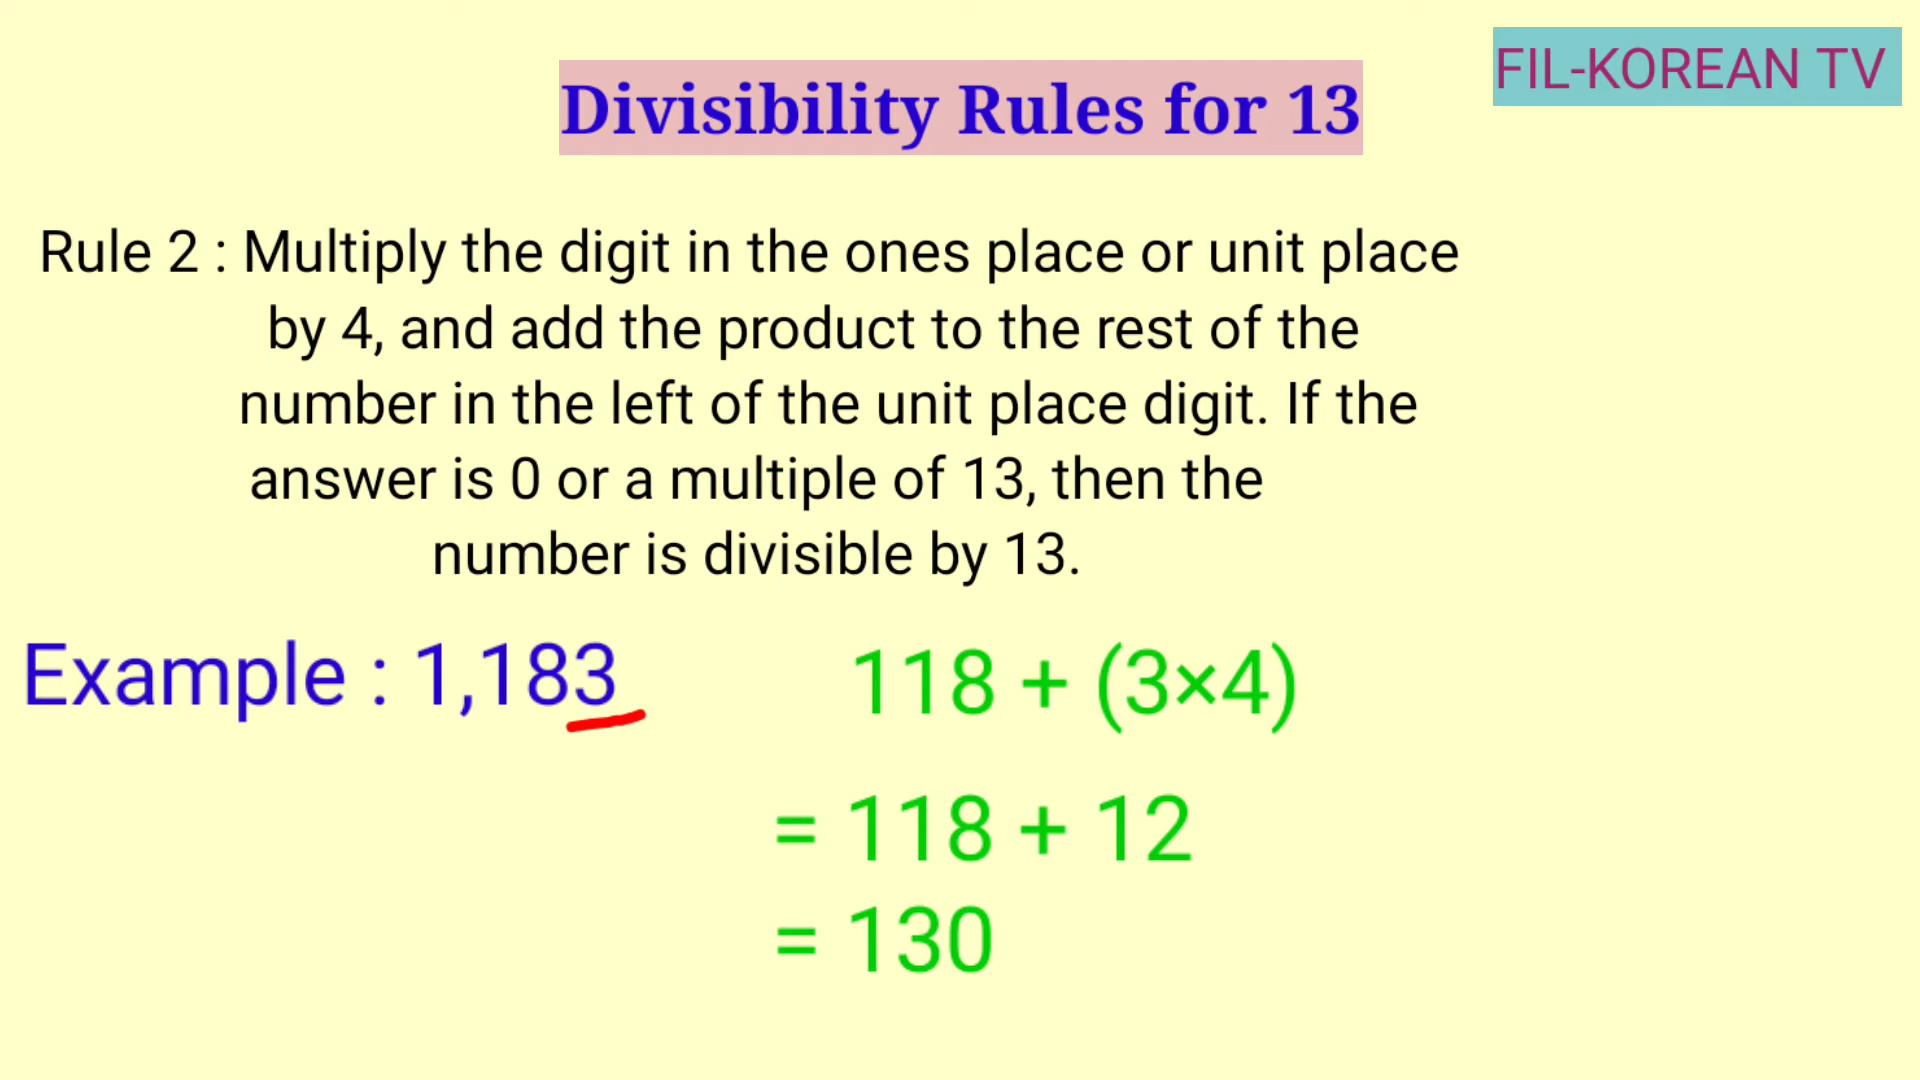 FIL-KOREAN TV
Divisibility Rules for 13
Rule 2 : Multiply the digit in the ones place or unit place
by 4, and add the product to the rest of the
number in the left of the unit place digit. If the
answer is 0 or a multiple of 13, then the
number is divisible by 13.
Example : 1,183
118 + (3×4)
= 118 + 12
= 130